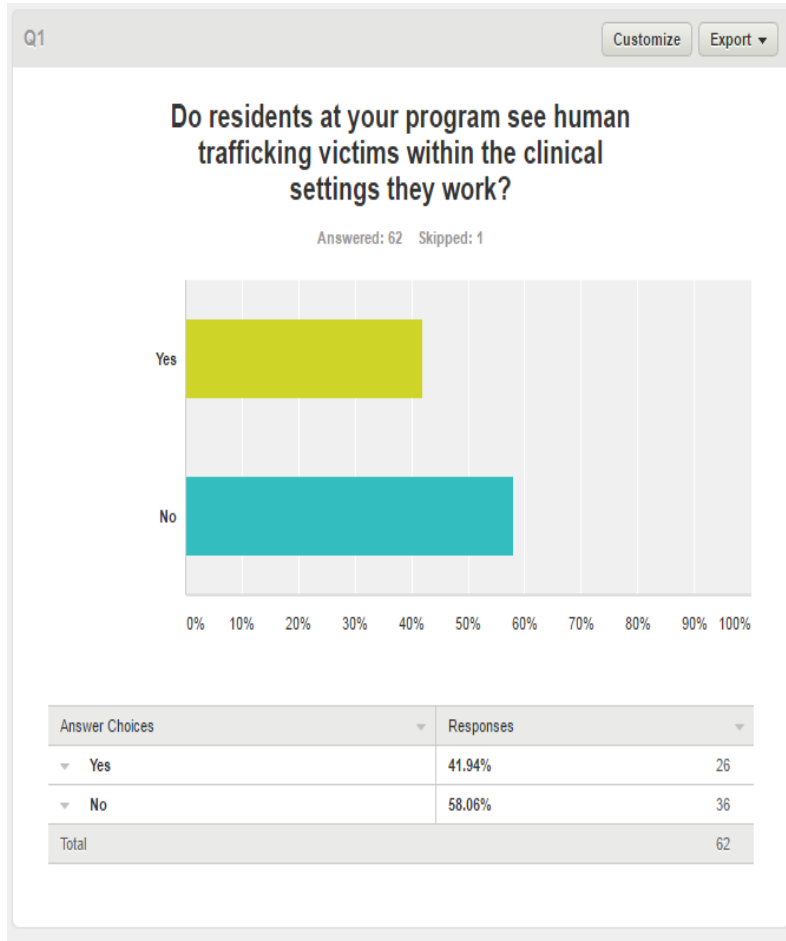 Q1
Customize
Export
Do residents at your program see human
trafficking victims within the clinical
settings they work?
Answered: 62 Skipped: 1
Yes
No
0% 10% 20% 30% 40% 50% 60% 70% 80% 90% 100%
Answer Choices Responses
Yes 41.94% 26
No 58.06% 36
Total 62